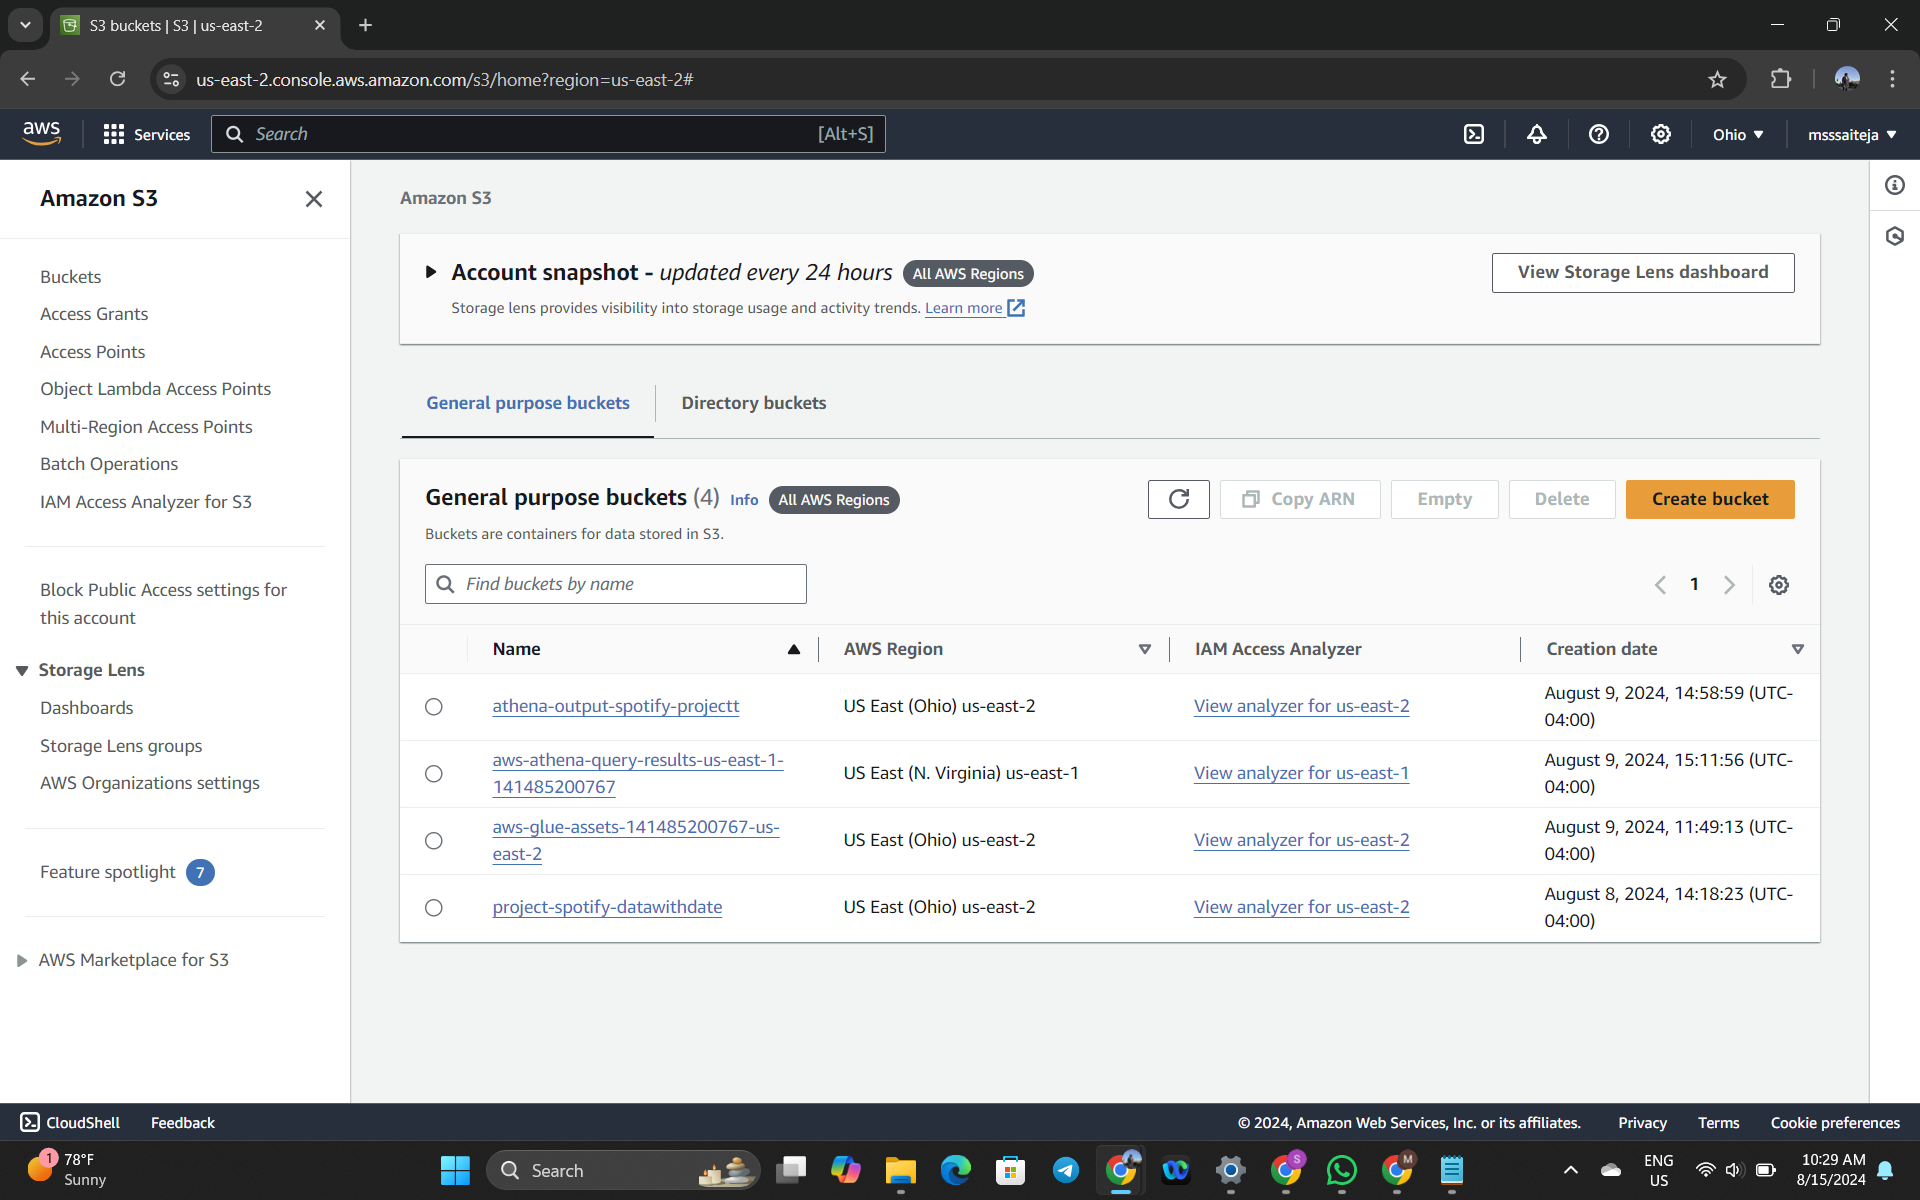 S3 buckets | S3 | us-east-2
us-east-2.console.aws.amazon.com/s3/home?region=us-east-2#
aws
Services
Search
[Alt+S]
Ohio
msssaiteja
Amazon S3
Buckets
Access Grants
Access Points
Object Lambda Access Points
Multi-Region Access Points
Batch Operations
IAM Access Analyzer for S3
Block Public Access settings for
this account
Storage Lens
Dashboards
Storage Lens groups
AWS Organizations settings
Feature spotlight 7
AWS Marketplace for S3
Amazon S3
Account snapshot - updated every 24 hours All AWS Regions
View Storage Lens dashboard
Storage lens provides visibility into storage usage and activity trends. Learn more
General purpose buckets
Directory buckets
General purpose buckets (4) Info All AWS Regions
Copy ARN
Empty
Delete
Create bucket
Buckets are containers for data stored in S3.
Find buckets by name
1
Name
AWS Region
IAM Access Analyzer
Creation date
athena-output-spotify-projectt
US East (Ohio) us-east-2
View analyzer for us-east-2
August 9, 2024, 14:58:59 (UTC-
04:00)
aws-athena-query-results-us-east-1-
141485200767
US East (N. Virginia) us-east-1
View analyzer for us-east-1
August 9, 2024, 15:11:56 (UTC-
04:00)
aws-glue-assets-141485200767-us-
east-2
US East (Ohio) us-east-2
View analyzer for us-east-2
August 9, 2024, 11:49:13 (UTC-
04:00)
project-spotify-datawithdate
US East (Ohio) us-east-2
View analyzer for us-east-2
August 8, 2024, 14:18:23 (UTC-
04:00)
CloudShell
Feedback
© 2024, Amazon Web Services, Inc. or its affiliates.
Privacy
Terms
Cookie preferences
1
78°F
Sunny
Search
S
M
ENG
US
10:29 AM
8/15/2024